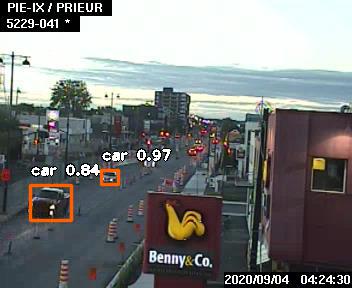 PIE-IX / PRIEUR
5229-041 *
car 0.97
car 0.84
Benny&Co.
2020/09/04 04:24:30